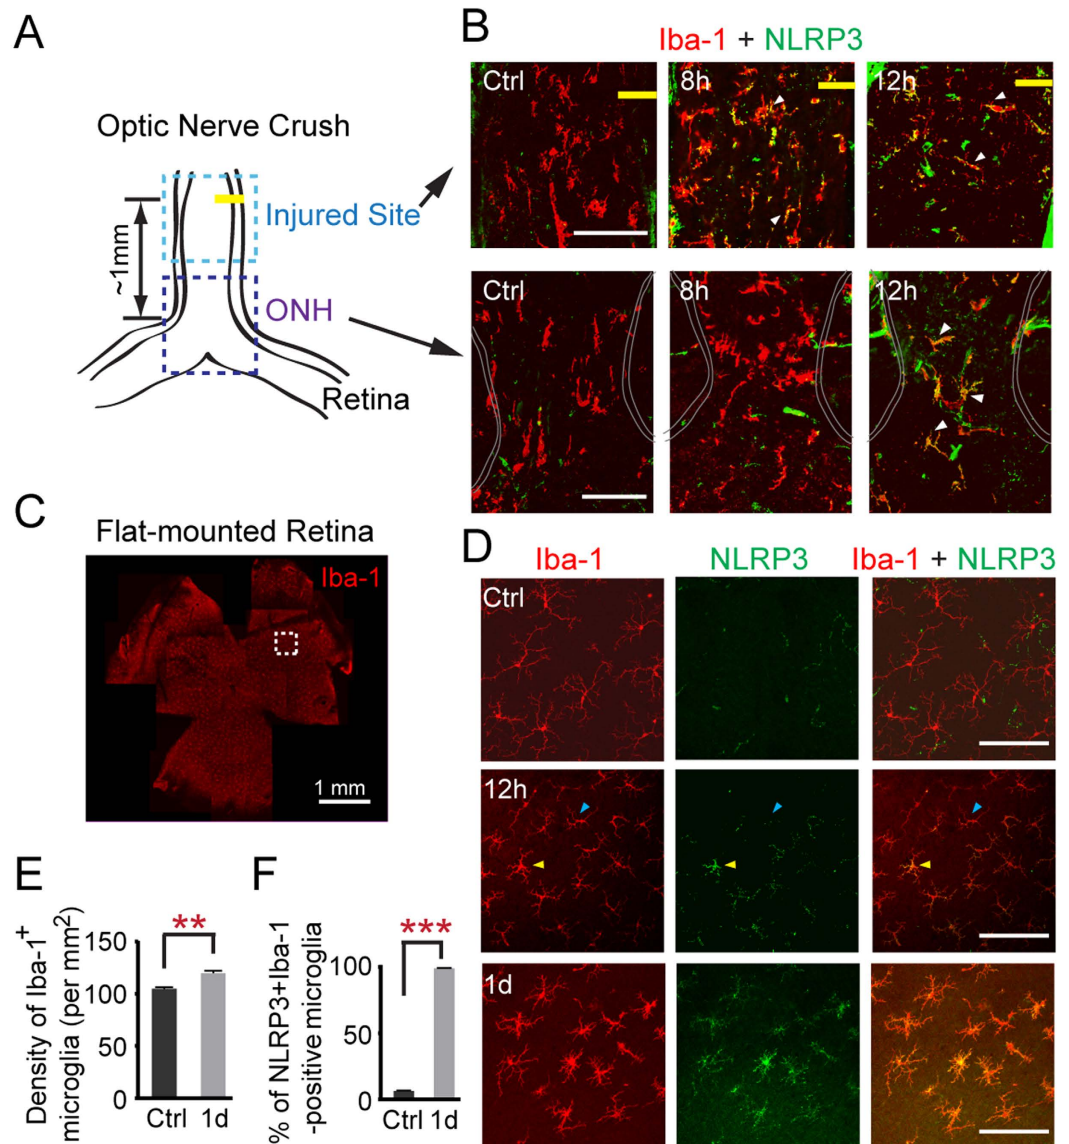 A
Optic Nerve Crush
Injured Site
~1mm
ONH
Retina
B
Iba-1 + NLRP3
Ctrl
8h
12h
Ctrl
8h
12h
C
Flat-mounted Retina
Iba-1
1 mm
D
Iba-1
NLRP3
Iba-1 + NLRP3
Ctrl
12h
1d
E
Density of Iba-1+
microglia (per mm2)
150
100
50
0
**
Ctrl
1d
F
% of NLRP3+Iba-1
-positive microglia
100
50
0
***
Ctrl
1d